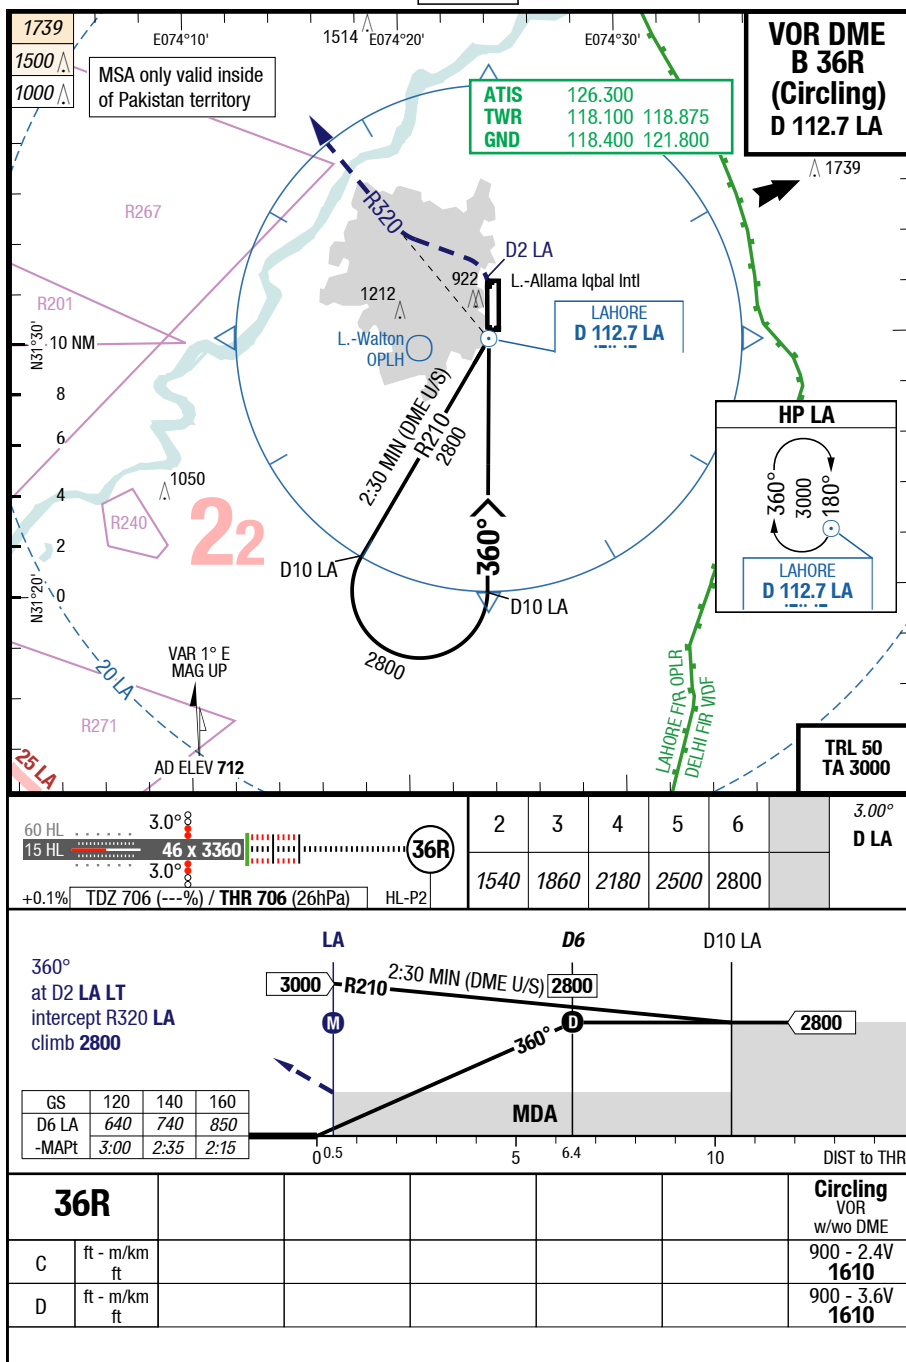 1739
1500
1000
E074°10'
1514
E074°20'
E074°30'
VOR DME
B 36R
(Circling)
D 112.7 LA
MSA only valid inside
of Pakistan territory
ATIS 126.300
TWR 118.100 118.875
GND 118.400 121.800
1739
R267
R320
D2 LA
R201
922
L.-Allama Iqbal Intl
1212
LAHORE
D 112.7 LA
N31°30'
10 NM
L.-Walton
OPLH
8
6
4
2
0
N31°20'
2:30 MIN (DME U/S)
R210
2800
HP LA
360°
3000
180°
LAHORE
D 112.7 LA
1050
R240
22
360°
D10 LA
D10 LA
2800
VAR 1° E
MAG UP
20 LA
R271
25 LA
AD ELEV 712
LAHORE FIR OPLR
DELHI FIR VIDF
TRL 50
TA 3000
60 HL
15 HL
3.0°
46 x 3360
3.0°
36R
+0.1%
TDZ 706 (---%) / THR 706 (26hPa)
HL-P2
2 3 4 5 6
3.00°
D LA
1540 1860 2180 2500 2800
LA
D6
D10 LA
360°
at D2 LA LT
intercept R320 LA
climb 2800
3000
R210
2:30 MIN (DME U/S)
2800
M
D
2800
360°
MDA
GS 120 140 160
D6 LA 640 740 850
-MAPt 3:00 2:35 2:15
0 0.5 5 6.4 10 DIST to THR
36R
Circling
VOR
w/wo DME
C
ft - m/km
ft
900 - 2.4V
1610
D
ft - m/km
ft
900 - 3.6V
1610